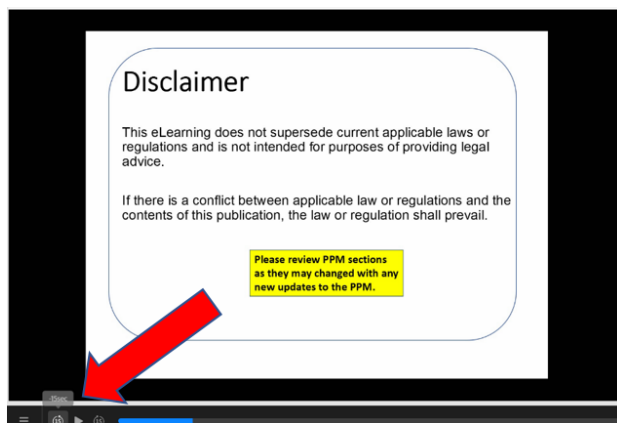 Disclaimer
This eLearning does not supersede current applicable laws or
regulations and is not intended for purposes of providing legal
advice.
If there is a conflict between applicable law or regulations and the
contents of this publication, the law or regulation shall prevail.
Please review PPM sections
as they may changed with any
new updates to the PPM.